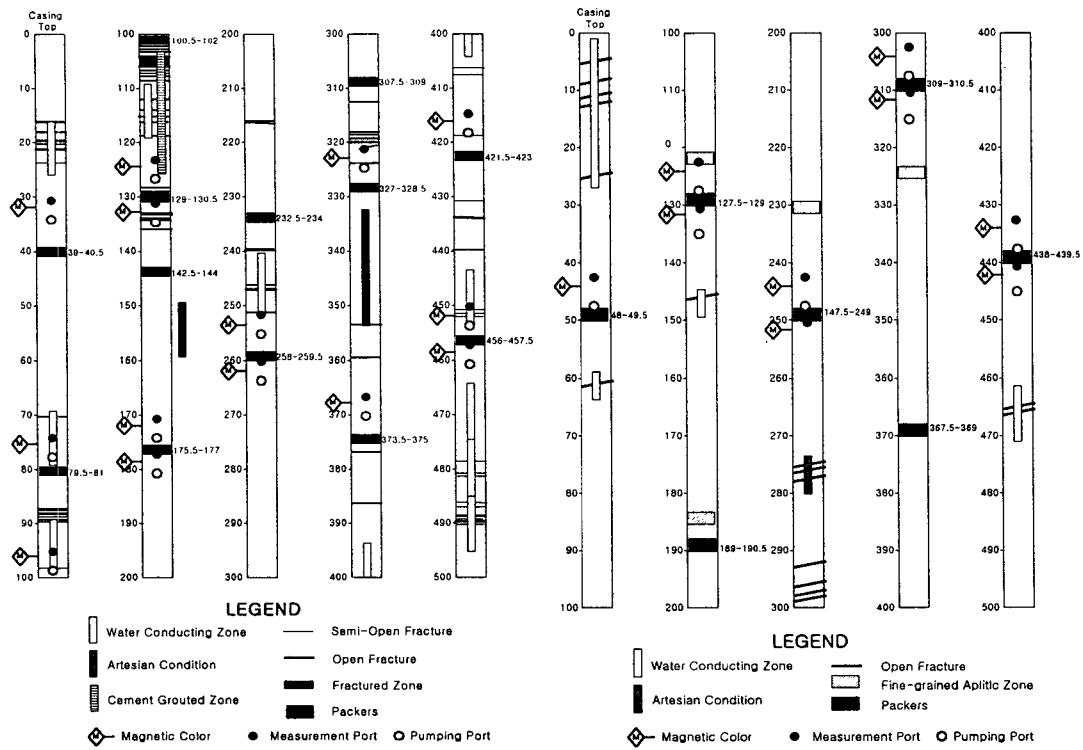 Casing
Top
0
10
20
30
40
50
60
70
80
90
100
39-40.5
79.5-81
M
M
M
100
110
120
130
140
150
160
170
180
190
200
100.5-102
129-130.5
142.5-144
175.5-177
M
M
M
M
200
210
220
230
240
250
260
270
280
290
300
232.5-234
258-259.5
M
M
300
310
320
330
340
350
360
370
380
390
400
307.5-309
327-328.5
373.5-375
M
M
400
410
420
430
440
450
460
470
480
490
500
421.5-423
456-457.5
M
M
M
LEGEND
Water Conducting Zone
Artesian Condition
Cement Grouted Zone
Semi-Open Fracture
Open Fracture
Fractured Zone
Packers
M Magnetic Color
Measurement Port
Pumping Port
Casing
Top
0
10
20
30
40
50
60
70
80
90
100
48-49.5
M
100
110
0
120
130
140
150
160
170
180
190
200
127.5-129
189-190.5
M
M
200
210
220
230
240
250
260
270
280
290
300
147.5-249
M
M
300
310
320
330
340
350
360
370
380
390
400
309-310.5
367.5-369
M
M
400
410
420
430
440
450
460
470
480
490
500
438-439.5
M
M
LEGEND
Water Conducting Zone
Artesian Condition
Open Fracture
Fine-grained Aplitic Zone
Packers
M Magnetic Color
Measurement Port
Pumping Port